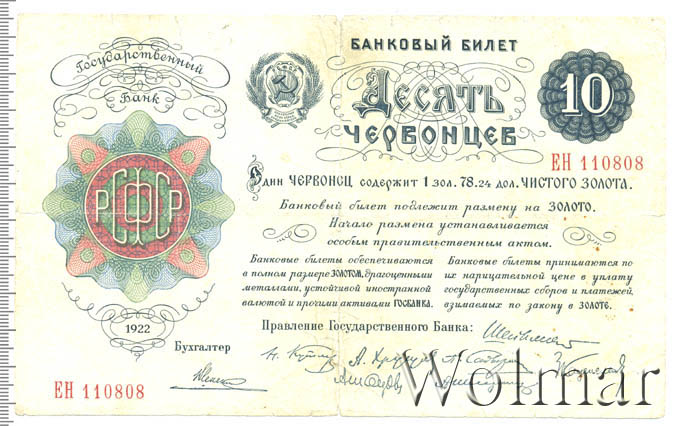 Государственный
Банк
БАНКОВЫЙ БИЛЕТ
ДЕСЯТЬ
ЧЕРВОНЦЕВ
10
ЕН 110808
Один ЧЕРВОНЕЦ содержит 1 зол. 78.24 дол. ЧИСТОГО ЗОЛОТА.
Банковый билет подлежит размену на ЗОЛОТО.
Начало размена устанавливается
особым правительственным актом.
Банковые билеты обеспечиваются
в полном размере ЗОЛОТОМ, драгоценными
металлами, устойчивой иностранной
валютой и прочими активами ГОСБАНКА.
Банковые билеты принимаются по
их нарицательной цене в уплату
государственных сборов и платежей,
взимаемых по закону в ЗОЛОТЕ.
РСФСР
1922
Правление Государственного Банка:
Бухгалтер
ЕН 110808
Wolmar